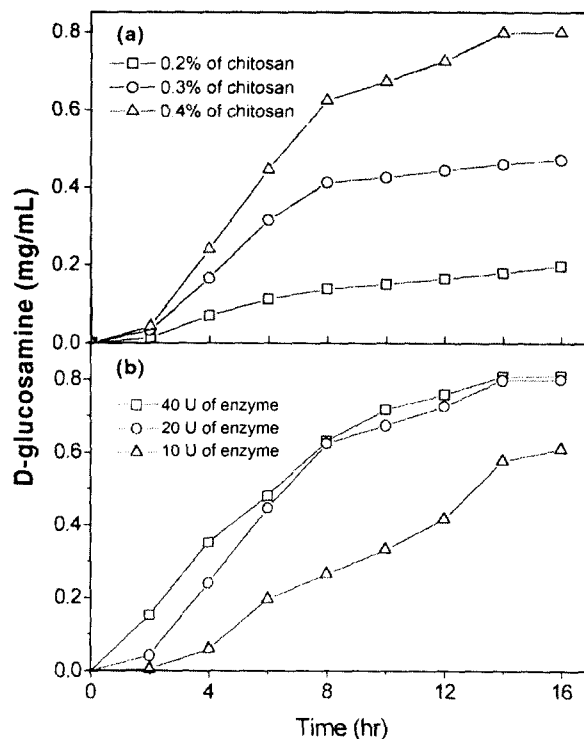 (a)
0.2% of chitosan
0.3% of chitosan
0.4% of chitosan
0.8
0.6
0.4
0.2
0.0
D-glucosamine (mg/mL)
(b)
40 U of enzyme
20 U of enzyme
10 U of enzyme
0.8
0.6
0.4
0.2
0.0
0
4
8
12
16
Time (hr)